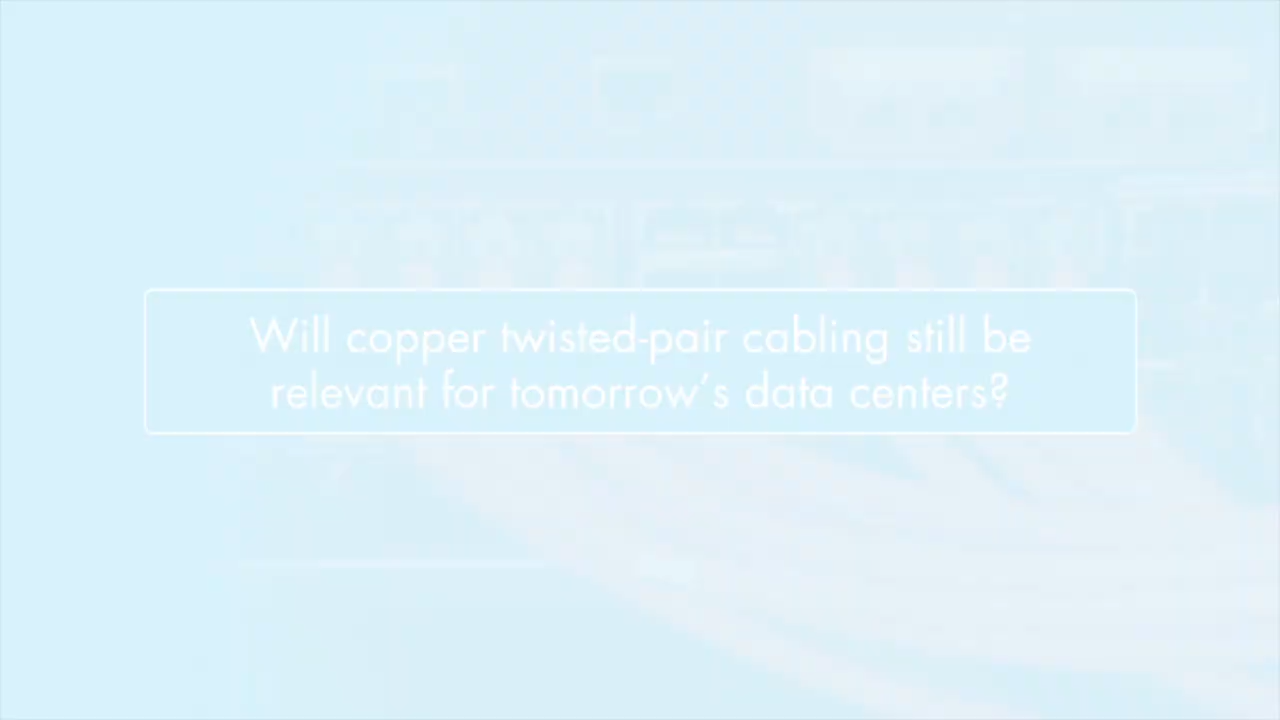 Will copper twisted-pair cabling still be
relevant for tomorrow’s data centers?